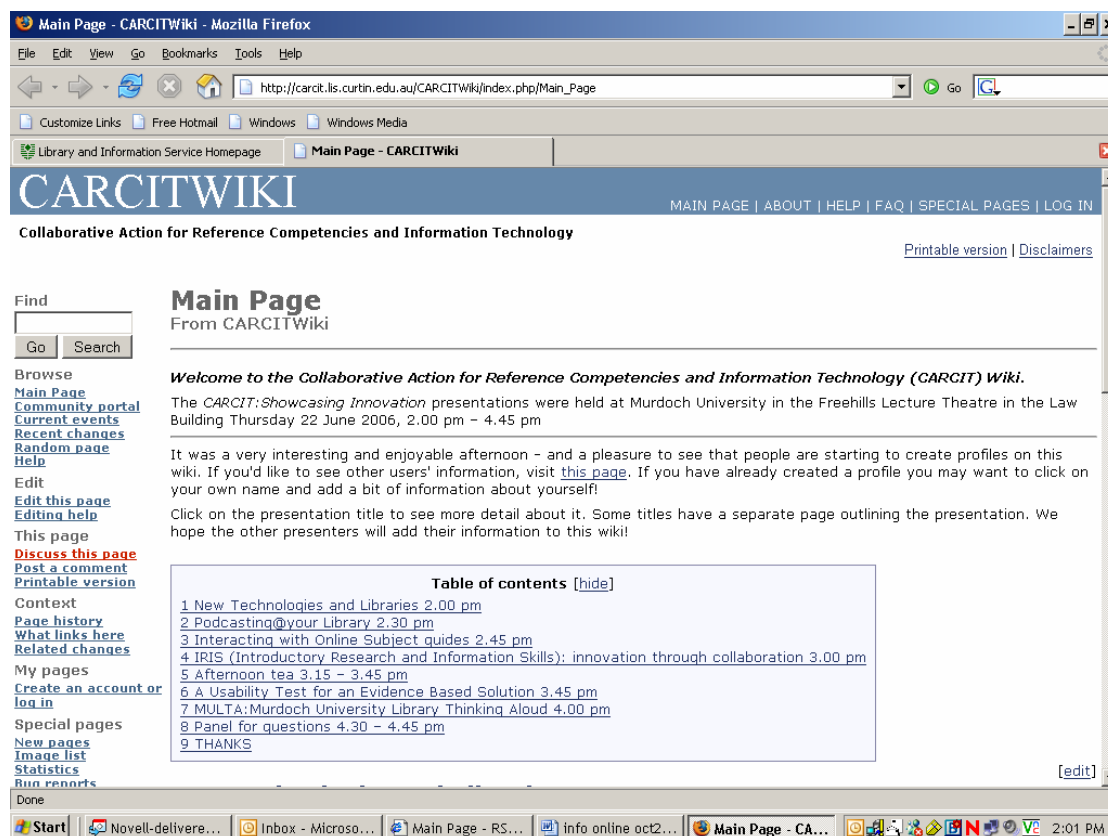 Main Page - CARCITWiki - Mozilla Firefox
File Edit View Go Bookmarks Tools Help
http://carcit.lis.curtin.edu.au/CARCITWiki/index.php/Main_Page Go
Customize Links Free Hotmail Windows Windows Media
Library and Information Service Homepage Main Page - CARCITWiki
CARCITWIKI
MAIN PAGE | ABOUT | HELP | FAQ | SPECIAL PAGES | LOG IN
Collaborative Action for Reference Competencies and Information Technology
Printable version | Disclaimers
Find
Go Search
Browse
Main Page
Community portal
Current events
Recent changes
Random page
Help
Edit
Edit this page
Editing help
This page
Discuss this page
Post a comment
Printable version
Context
Page history
What links here
Related changes
My pages
Create an account or
log in
Special pages
New pages
Image list
Statistics
Bug reports
Main Page
From CARCITWiki
Welcome to the Collaborative Action for Reference Competencies and Information Technology (CARCIT) Wiki.
The CARCIT:Showcasing Innovation presentations were held at Murdoch University in the Freehills Lecture Theatre in the Law
Building Thursday 22 June 2006, 2.00 pm – 4.45 pm
It was a very interesting and enjoyable afternoon – and a pleasure to see that people are starting to create profiles on this
wiki. If you'd like to see other users' information, visit this page. If you have already created a profile you may want to click on
your own name and add a bit of information about yourself!
Click on the presentation title to see more detail about it. Some titles have a separate page outlining the presentation. We
hope the other presenters will add their information to this wiki!
Table of contents [hide]
1 New Technologies and Libraries 2.00 pm
2 Podcasting@your Library 2.30 pm
3 Interacting with Online Subject guides 2.45 pm
4 IRIS (Introductory Research and Information Skills): innovation through collaboration 3.00 pm
5 Afternoon tea 3.15 – 3.45 pm
6 A Usability Test for an Evidence Based Solution 3.45 pm
7 MULTA:Murdoch University Library Thinking Aloud 4.00 pm
8 Panel for questions 4.30 – 4.45 pm
9 THANKS
[edit]
Done
Start Novell-delivere... Inbox - Microso... Main Page - RS... info online oct2... Main Page - CA... 2:01 PM